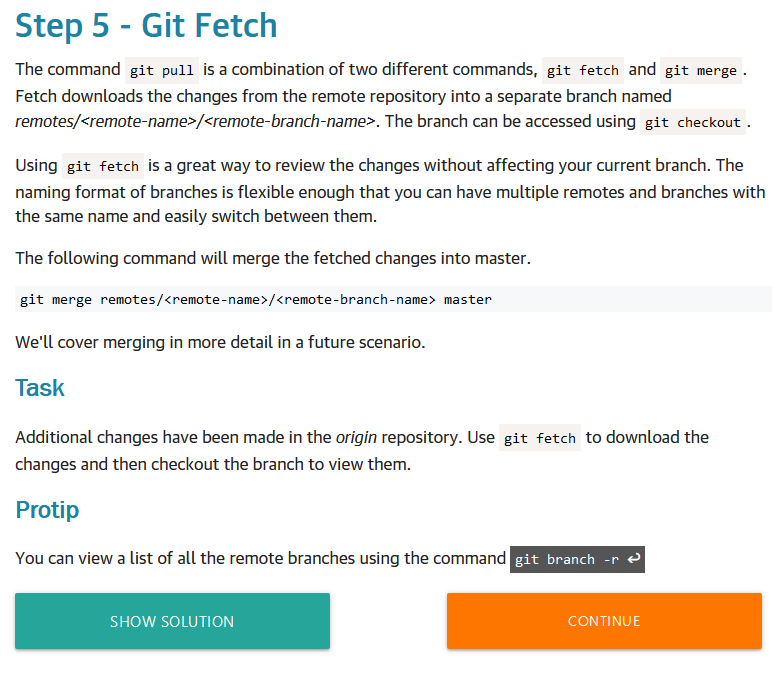 Step 5 - Git Fetch
The command git pull is a combination of two different commands, git fetch and git merge .
Fetch downloads the changes from the remote repository into a separate branch named
remotes/<remote-name>/<remote-branch-name>. The branch can be accessed using git checkout .
Using git fetch is a great way to review the changes without affecting your current branch. The
naming format of branches is flexible enough that you can have multiple remotes and branches with
the same name and easily switch between them.
The following command will merge the fetched changes into master.
git merge remotes/<remote-name>/<remote-branch-name> master
We'll cover merging in more detail in a future scenario.
Task
Additional changes have been made in the origin repository. Use git fetch to download the
changes and then checkout the branch to view them.
Protip
You can view a list of all the remote branches using the command git branch -r ↩
SHOW SOLUTION
CONTINUE